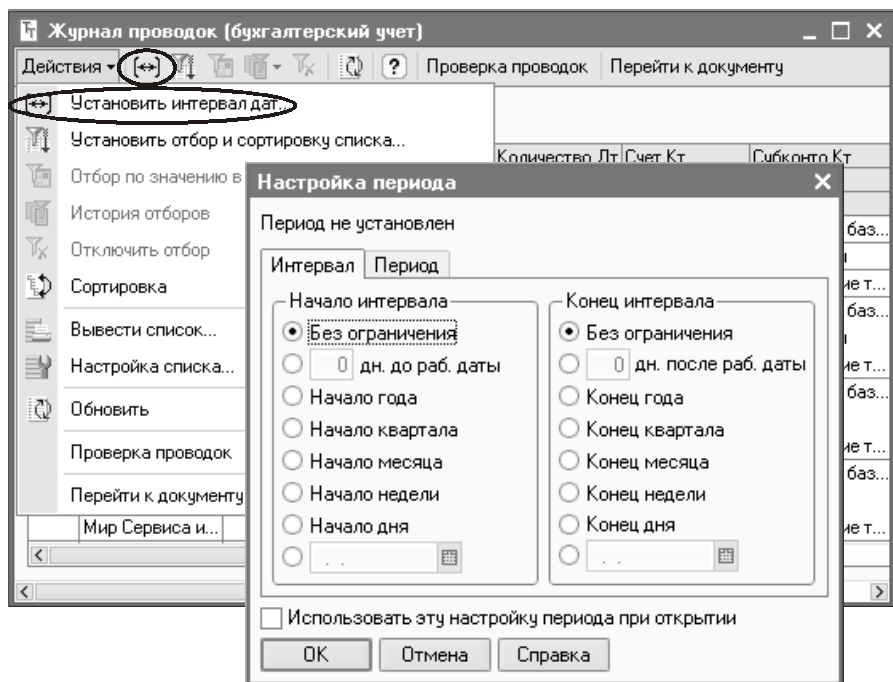 Журнал проводок (бухгалтерский учет)
Действия Проверка проводок Перейти к документу
Установить интервал дат...
Установить отбор и сортировку списка...
Количество Дт Счет Кт Субконто Кт
Отбор по значению в
История отборов
Отключить отбор
Сортировка
Вывести список...
Настройка списка...
Обновить
Проверка проводок
Перейти к документу
Мир Сервиса и...
баз...
ие т...
баз...
ие т...
баз...
ие т...
баз...
ие т...
Настройка периода
Период не установлен
Интервал Период
Начало интервала
Без ограничения
0 дн. до раб. даты
Начало года
Начало квартала
Начало месяца
Начало недели
Начало дня
. .
Конец интервала
Без ограничения
0 дн. после раб. даты
Конец года
Конец квартала
Конец месяца
Конец недели
Конец дня
. .
Использовать эту настройку периода при открытии
OK Отмена Справка